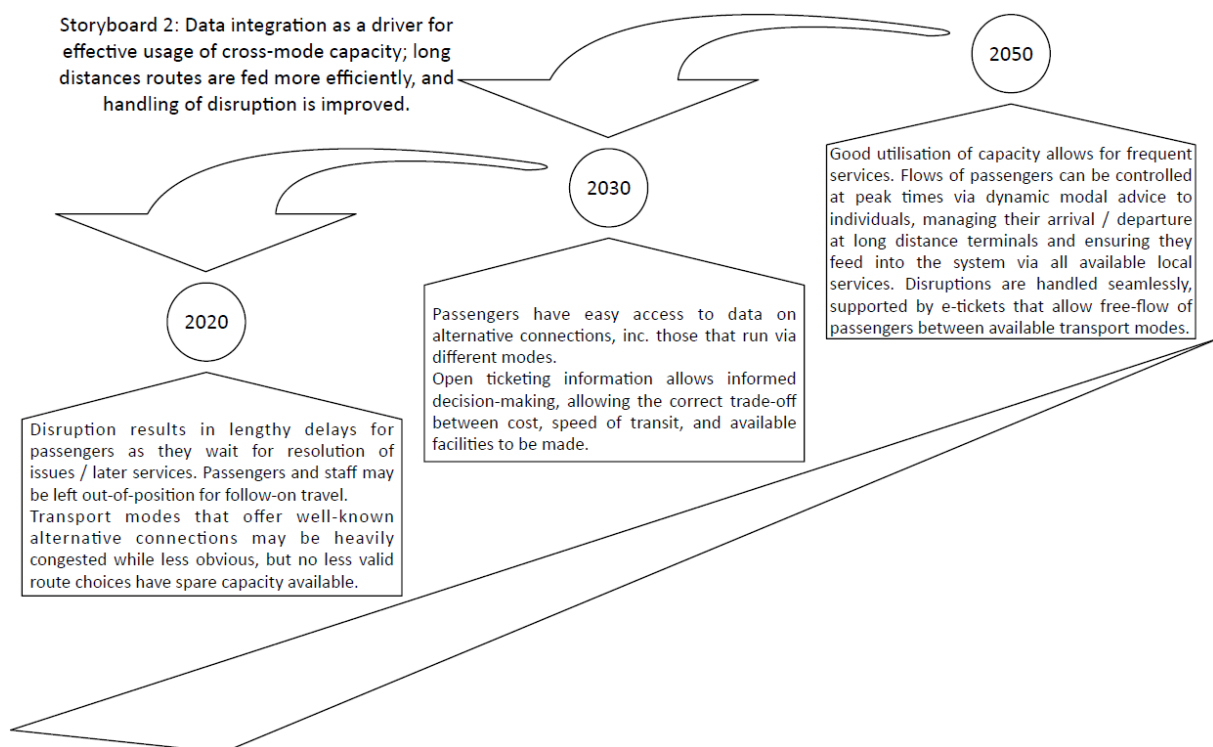 Storyboard 2: Data integration as a driver for
effective usage of cross-mode capacity; long
distances routes are fed more efficiently, and
handling of disruption is improved.
2050
Good utilisation of capacity allows for frequent
services. Flows of passengers can be controlled
at peak times via dynamic modal advice to
individuals, managing their arrival / departure
at long distance terminals and ensuring they
feed into the system via all available local
services. Disruptions are handled seamlessly,
supported by e-tickets that allow free-flow of
passengers between available transport modes.
2030
Passengers have easy access to data on
alternative connections, inc. those that run via
different modes.
Open ticketing information allows informed
decision-making, allowing the correct trade-off
between cost, speed of transit, and available
facilities to be made.
2020
Disruption results in lengthy delays for
passengers as they wait for resolution of
issues / later services. Passengers and staff may
be left out-of-position for follow-on travel.
Transport modes that offer well-known
alternative connections may be heavily
congested while less obvious, but no less valid
route choices have spare capacity available.